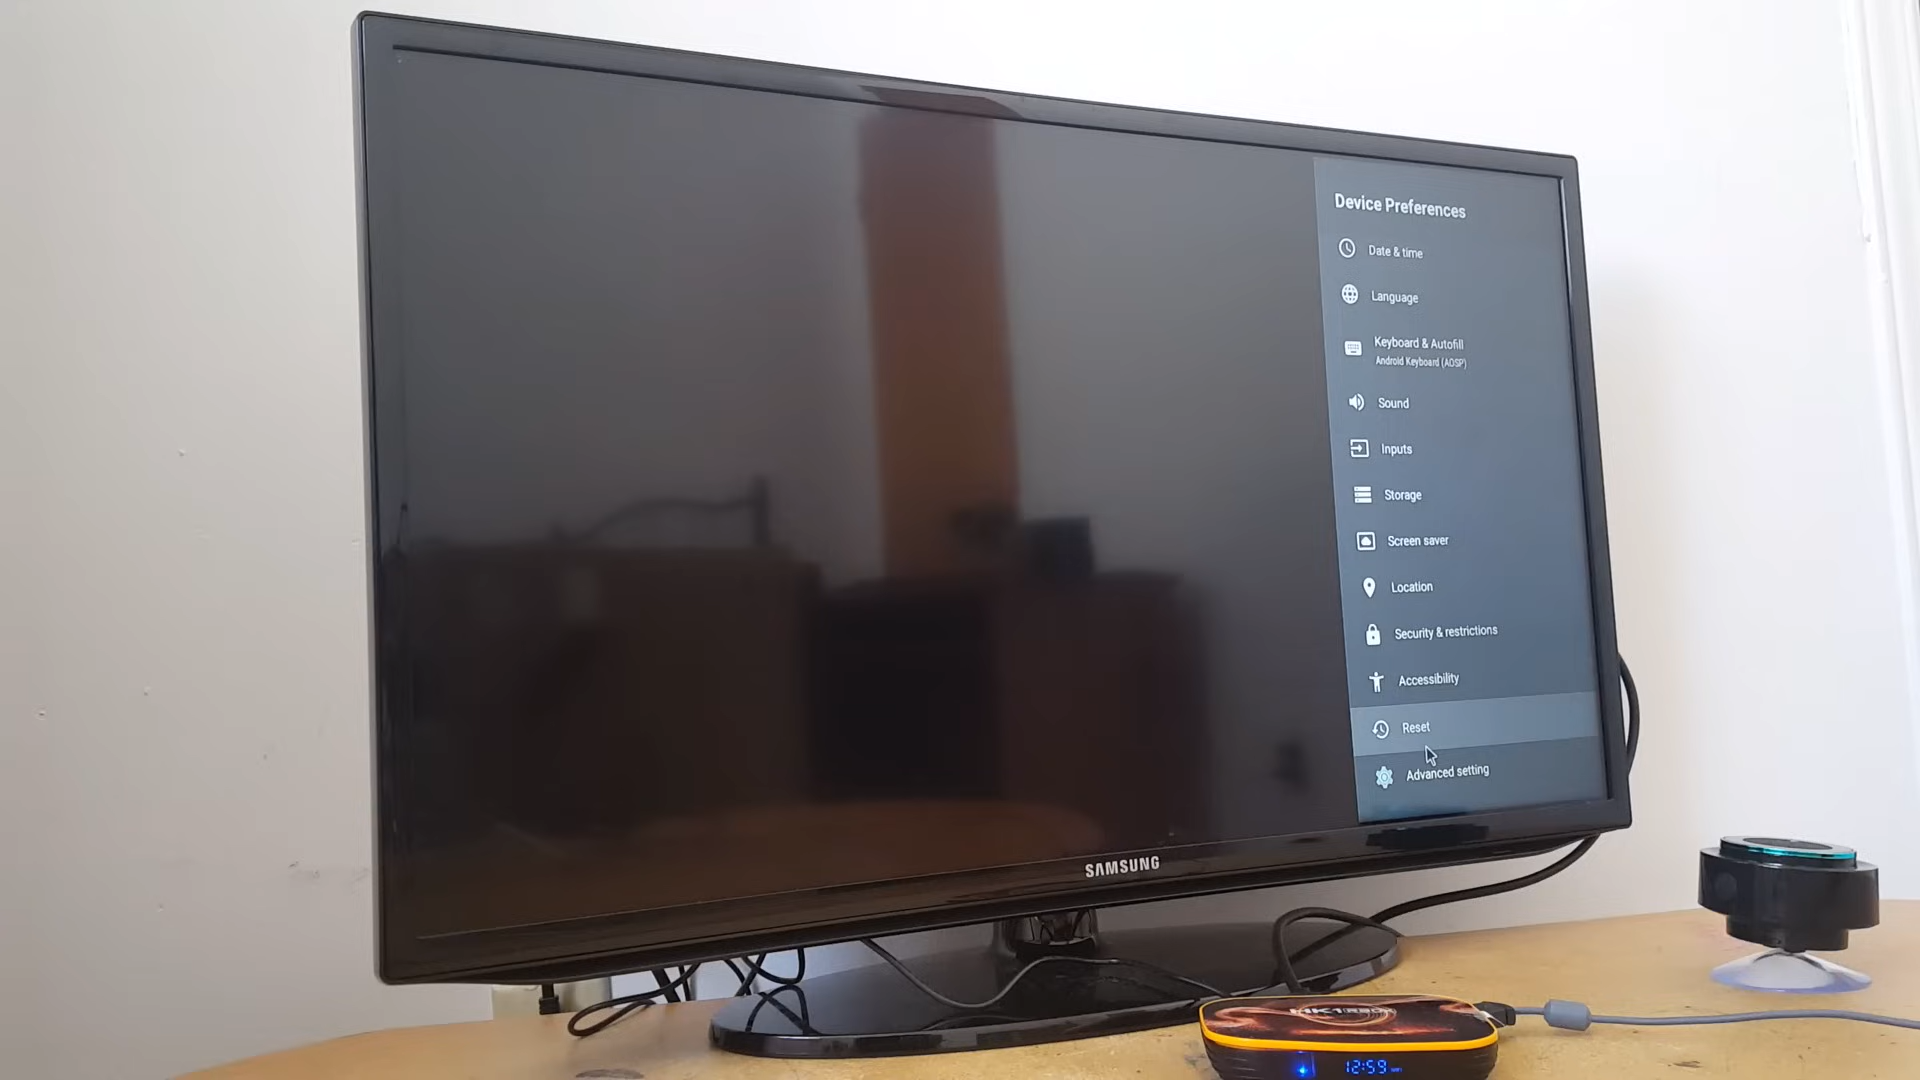 Device Preferences
Date & time
Language
Keyboard & Autofill
Android Keyboard (AOSP)
Sound
Inputs
Storage
Screen saver
Location
Security & restrictions
Accessibility
Reset
Advanced setting
SAMSUNG
HK1
12:59